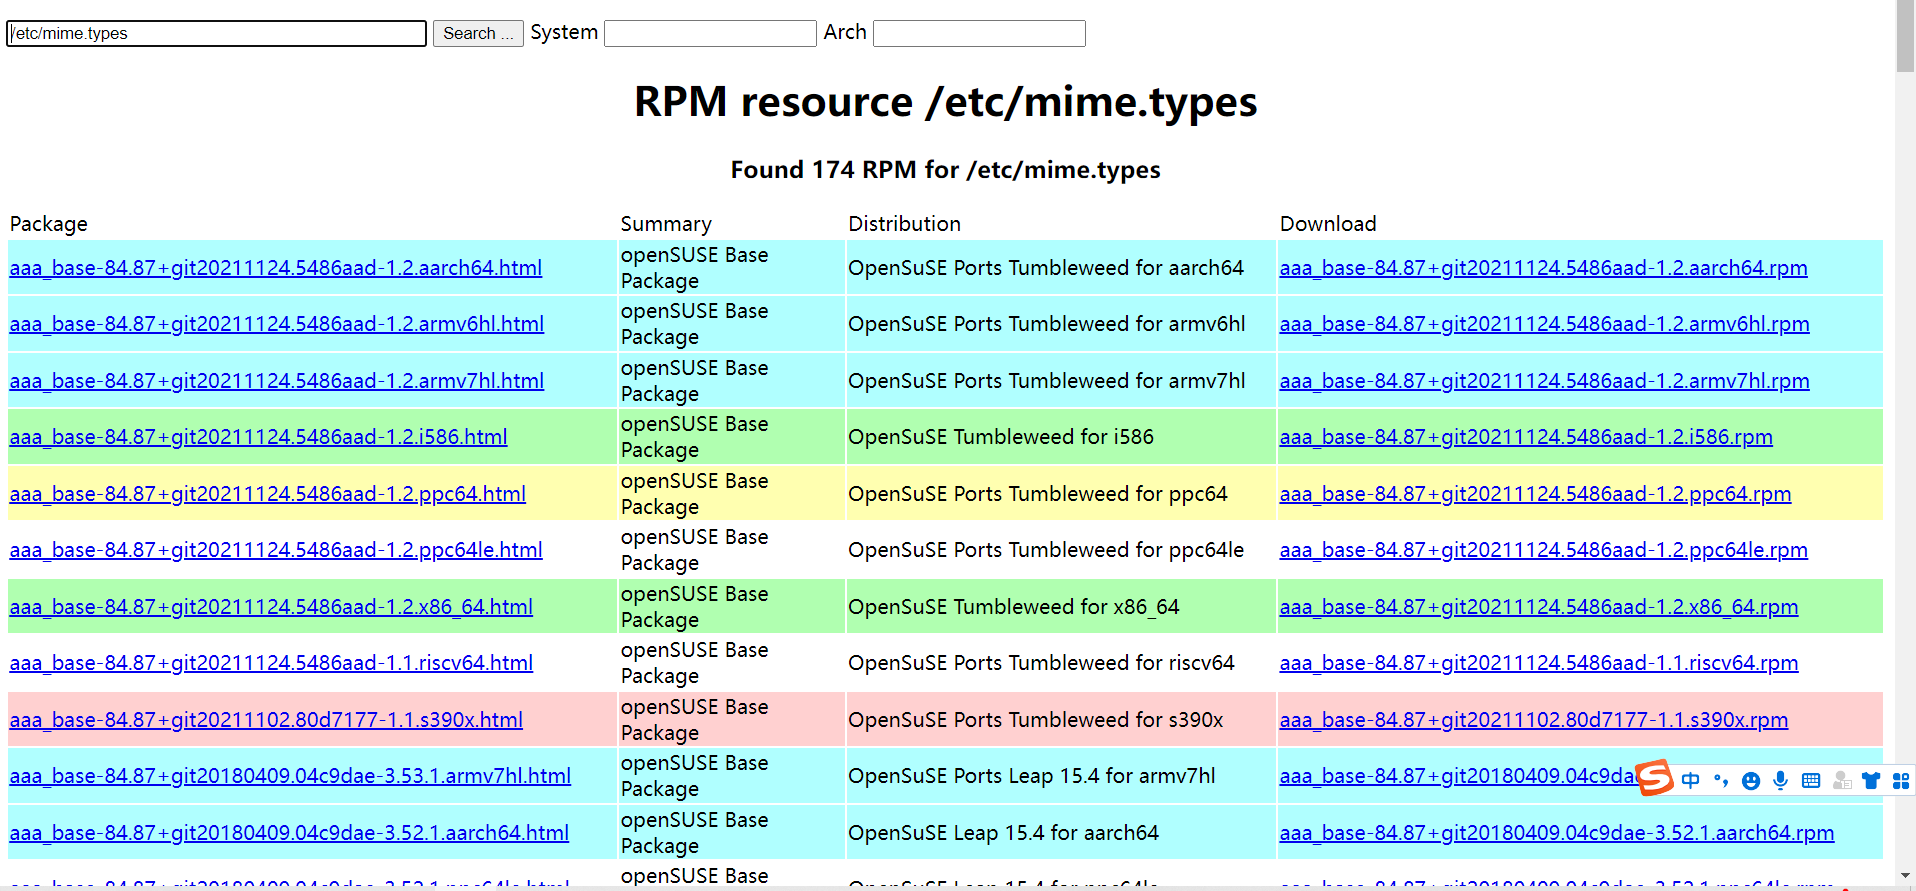 /etc/mime.types Search ... System Arch
RPM resource /etc/mime.types
Found 174 RPM for /etc/mime.types
Package Summary Distribution Download
aaa_base-84.87+git20211124.5486aad-1.2.aarch64.html openSUSE Base Package OpenSuSE Ports Tumbleweed for aarch64 aaa_base-84.87+git20211124.5486aad-1.2.aarch64.rpm
aaa_base-84.87+git20211124.5486aad-1.2.armv6hl.html openSUSE Base Package OpenSuSE Ports Tumbleweed for armv6hl aaa_base-84.87+git20211124.5486aad-1.2.armv6hl.rpm
aaa_base-84.87+git20211124.5486aad-1.2.armv7hl.html openSUSE Base Package OpenSuSE Ports Tumbleweed for armv7hl aaa_base-84.87+git20211124.5486aad-1.2.armv7hl.rpm
aaa_base-84.87+git20211124.5486aad-1.2.i586.html openSUSE Base Package OpenSuSE Tumbleweed for i586 aaa_base-84.87+git20211124.5486aad-1.2.i586.rpm
aaa_base-84.87+git20211124.5486aad-1.2.ppc64.html openSUSE Base Package OpenSuSE Ports Tumbleweed for ppc64 aaa_base-84.87+git20211124.5486aad-1.2.ppc64.rpm
aaa_base-84.87+git20211124.5486aad-1.2.ppc64le.html openSUSE Base Package OpenSuSE Ports Tumbleweed for ppc64le aaa_base-84.87+git20211124.5486aad-1.2.ppc64le.rpm
aaa_base-84.87+git20211124.5486aad-1.2.x86_64.html openSUSE Base Package OpenSuSE Tumbleweed for x86_64 aaa_base-84.87+git20211124.5486aad-1.2.x86_64.rpm
aaa_base-84.87+git20211124.5486aad-1.1.riscv64.html openSUSE Base Package OpenSuSE Ports Tumbleweed for riscv64 aaa_base-84.87+git20211124.5486aad-1.1.riscv64.rpm
aaa_base-84.87+git20211102.80d7177-1.1.s390x.html openSUSE Base Package OpenSuSE Ports Tumbleweed for s390x aaa_base-84.87+git20211102.80d7177-1.1.s390x.rpm
aaa_base-84.87+git20180409.04c9dae-3.53.1.armv7hl.html openSUSE Base Package OpenSuSE Ports Leap 15.4 for armv7hl aaa_base-84.87+git20180409.04c9da 中
aaa_base-84.87+git20180409.04c9dae-3.52.1.aarch64.html openSUSE Base Package OpenSuSE Leap 15.4 for aarch64 aaa_base-84.87+git20180409.04c9dae-3.52.1.aarch64.rpm
openSUSE Base